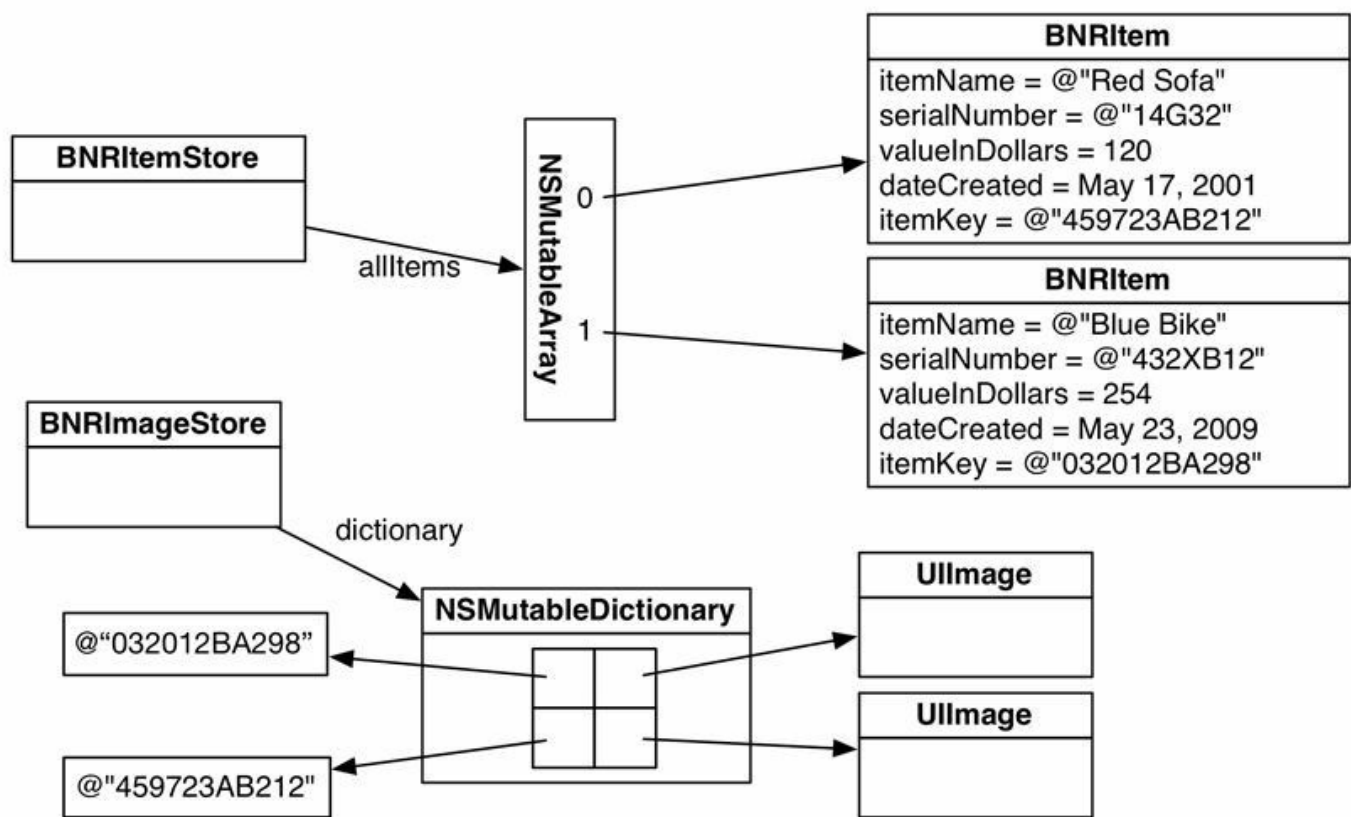 BNRItemStore
allItems
NSMutableArray
0
1
BNRItem
itemName = @"Red Sofa"
serialNumber = @"14G32"
valueInDollars = 120
dateCreated = May 17, 2001
itemKey = @"459723AB212"
BNRItem
itemName = @"Blue Bike"
serialNumber = @"432XB12"
valueInDollars = 254
dateCreated = May 23, 2009
itemKey = @"032012BA298"
BNRImageStore
dictionary
NSMutableDictionary
@“032012BA298”
@"459723AB212"
UIImage
UIImage